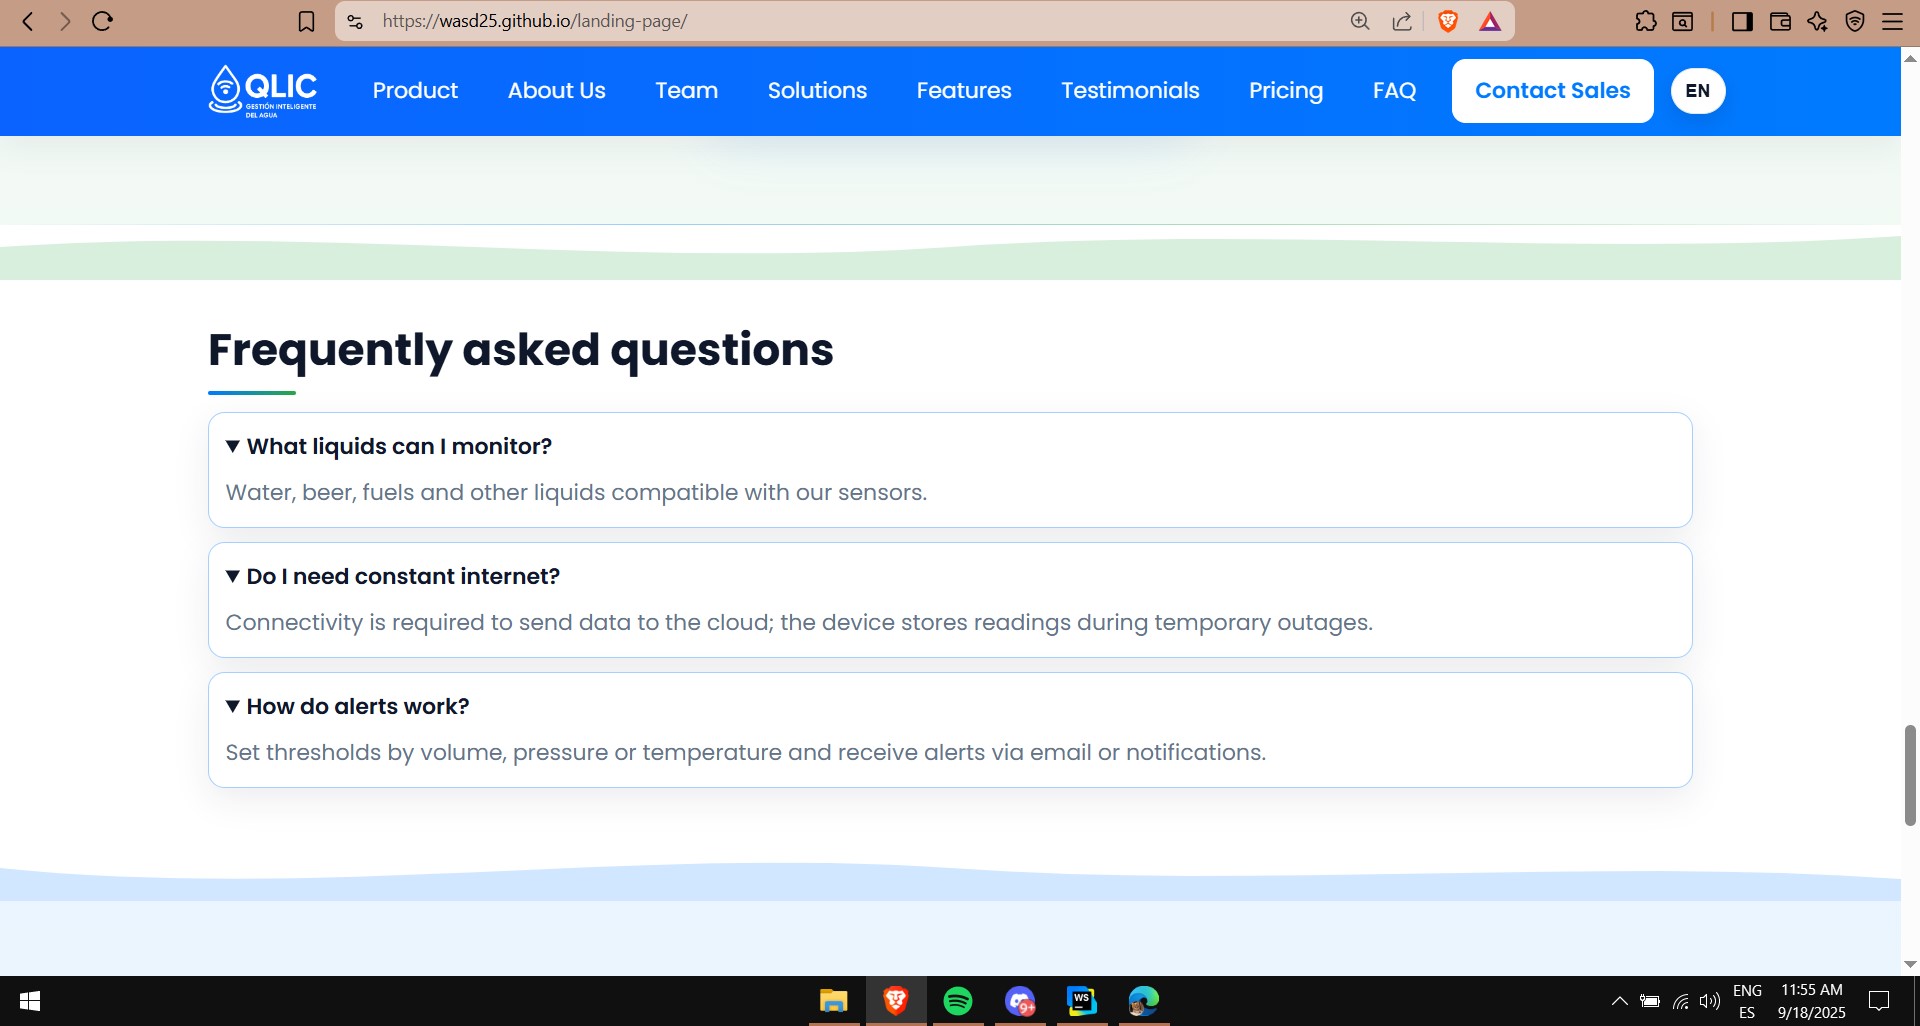 https://wasd25.github.io/landing-page/
QLIC
GESTIÓN INTELIGENTE
DEL AGUA
Product
About Us
Team
Solutions
Features
Testimonials
Pricing
FAQ
Contact Sales
EN
Frequently asked questions
▼ What liquids can I monitor?
Water, beer, fuels and other liquids compatible with our sensors.
▼ Do I need constant internet?
Connectivity is required to send data to the cloud; the device stores readings during temporary outages.
▼ How do alerts work?
Set thresholds by volume, pressure or temperature and receive alerts via email or notifications.
9+
WS
ENG
ES
11:55 AM
9/18/2025